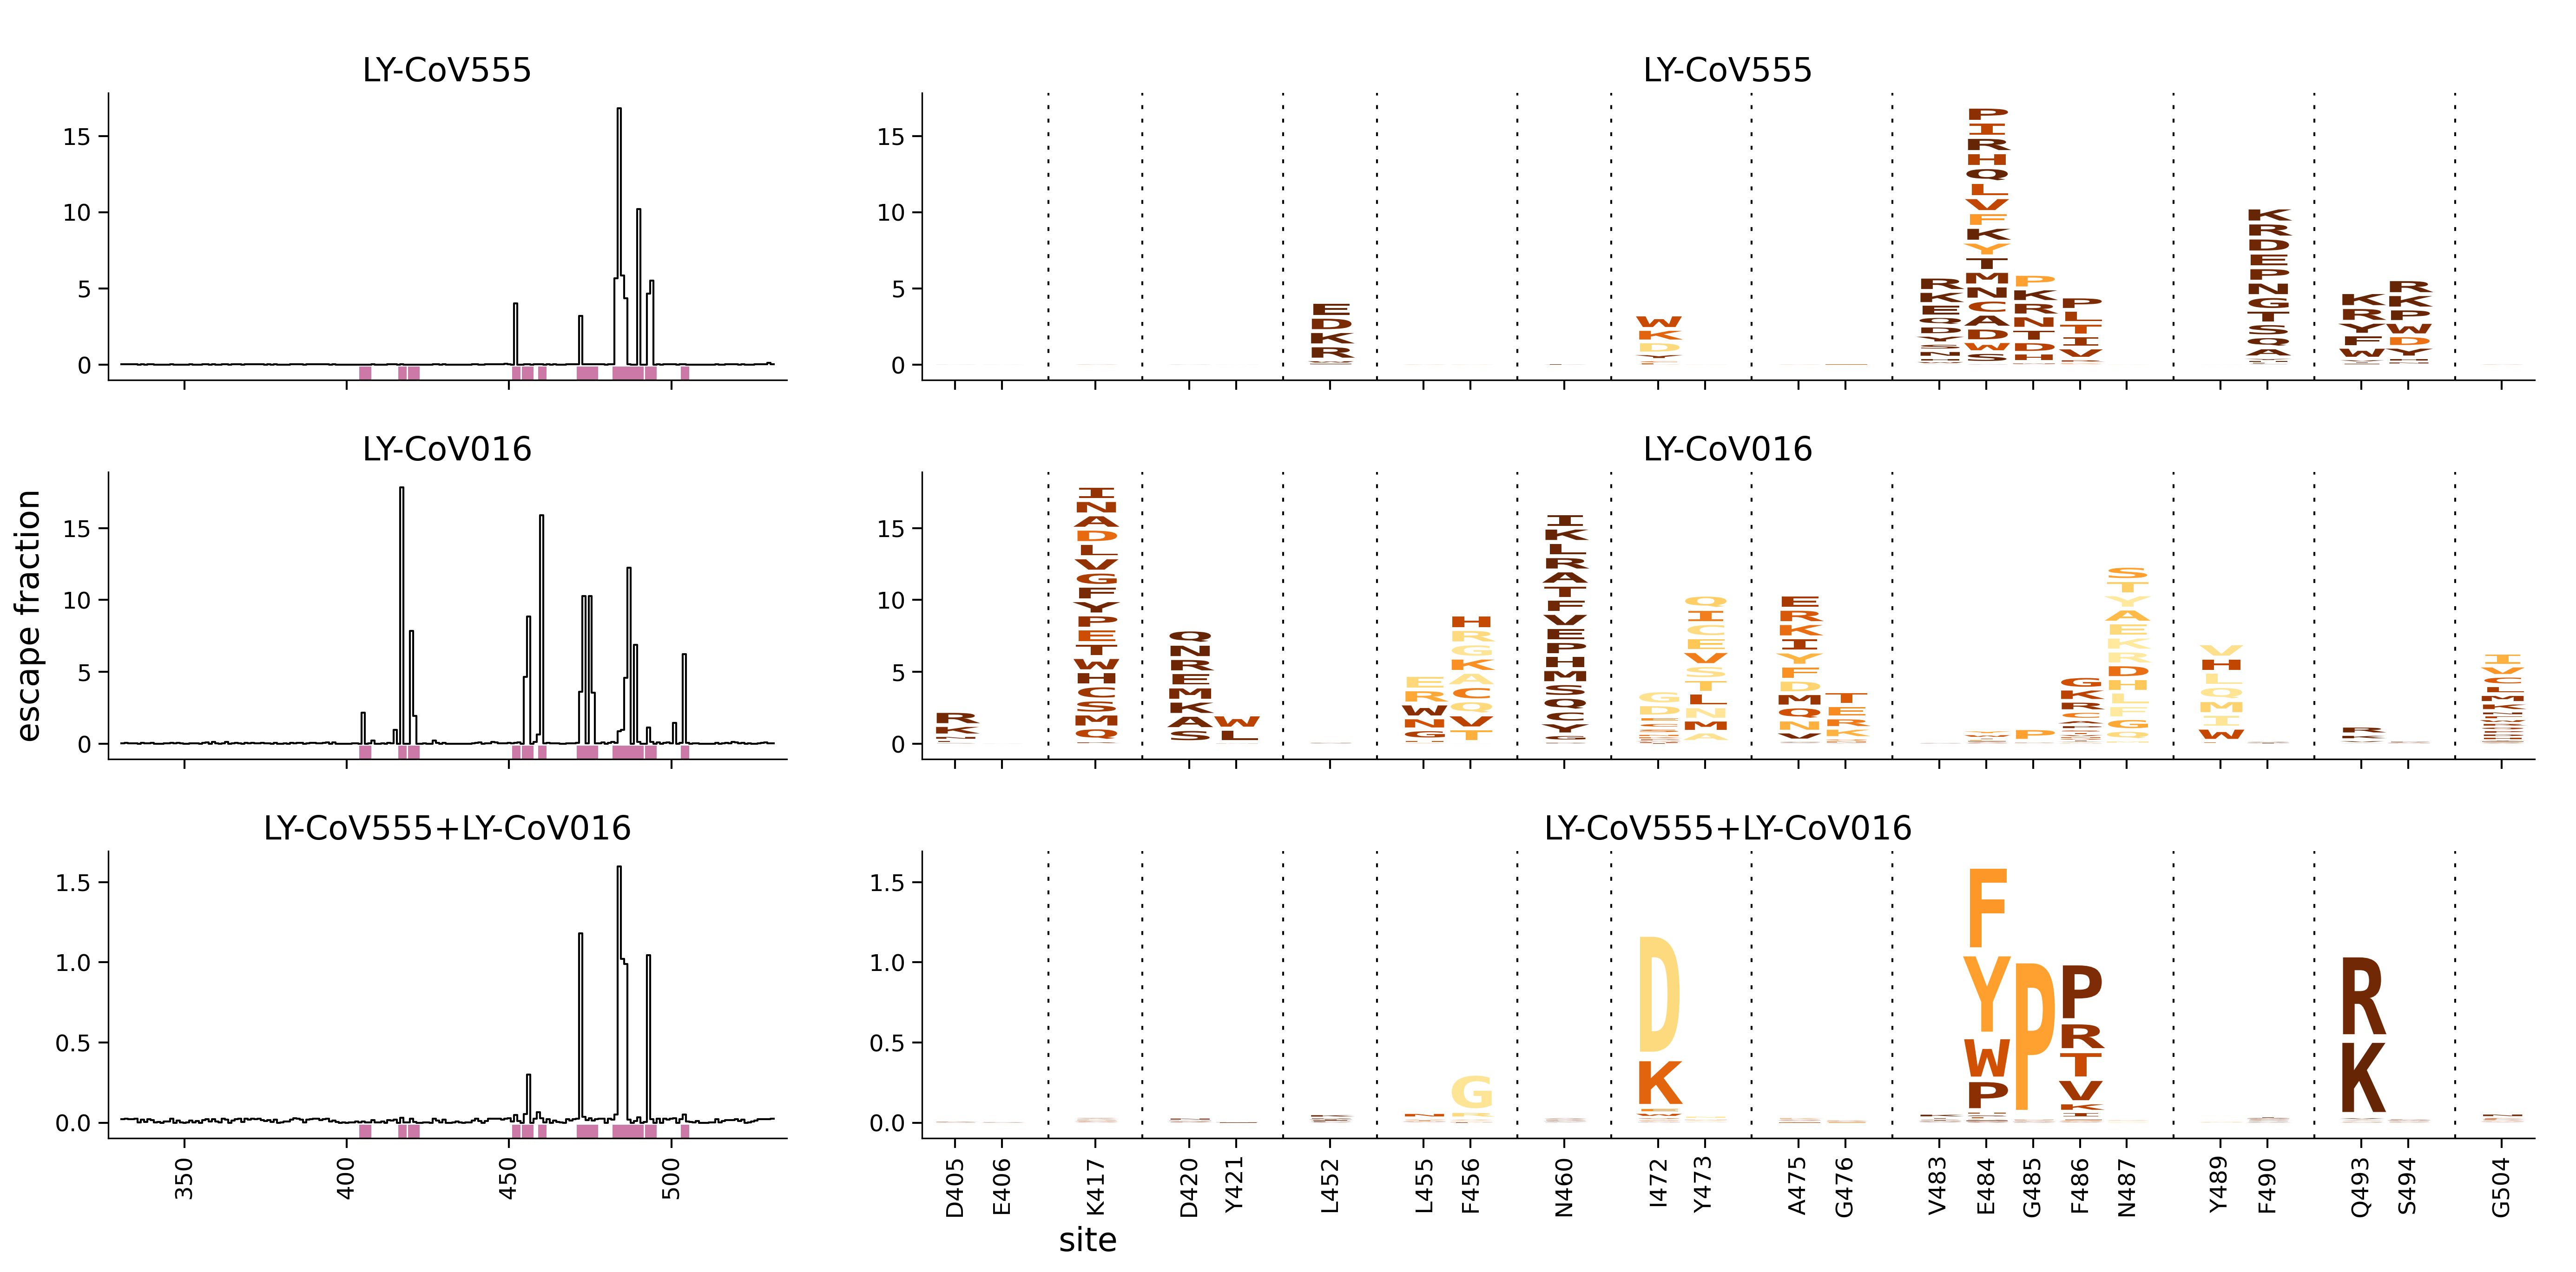 LY-CoV555
LY-CoV555
15
10
5
0
15
10
5
0
P I R H Q L V F K Y T M N C A D W S
E D K R
W K D Y
R K E Q D Y S N
P K R N T D H
P L T I V
K R D E P N G T S Q A
K R Y F W
R K P W D Y
LY-CoV016
LY-CoV016
escape fraction
15
10
5
0
15
10
5
0
R K
I N A D L V G F Y P E T W H C S M Q
Q N R E M K A S
W L
E R W N G
H R G K A C Q V T
I K L R A T F V E P H M S Q C Y G
G D
Q I C E V S T L N M A
E R K I Y F D M Q N V
T E R K
P
G K R C
S T Y A E K R D H L F G Q
V H L Q M I W
R K
I V C L M K
LY-CoV555+LY-CoV016
LY-CoV555+LY-CoV016
1.5
1.0
0.5
0.0
1.5
1.0
0.5
0.0
G
D K
F Y W P
P
P R T V K
R K
350 400 450 500
D405 E406 K417 D420 Y421 L452 L455 F456 N460 I472 Y473 A475 G476 V483 E484 G485 F486 N487 Y489 F490 Q493 S494 G504
site